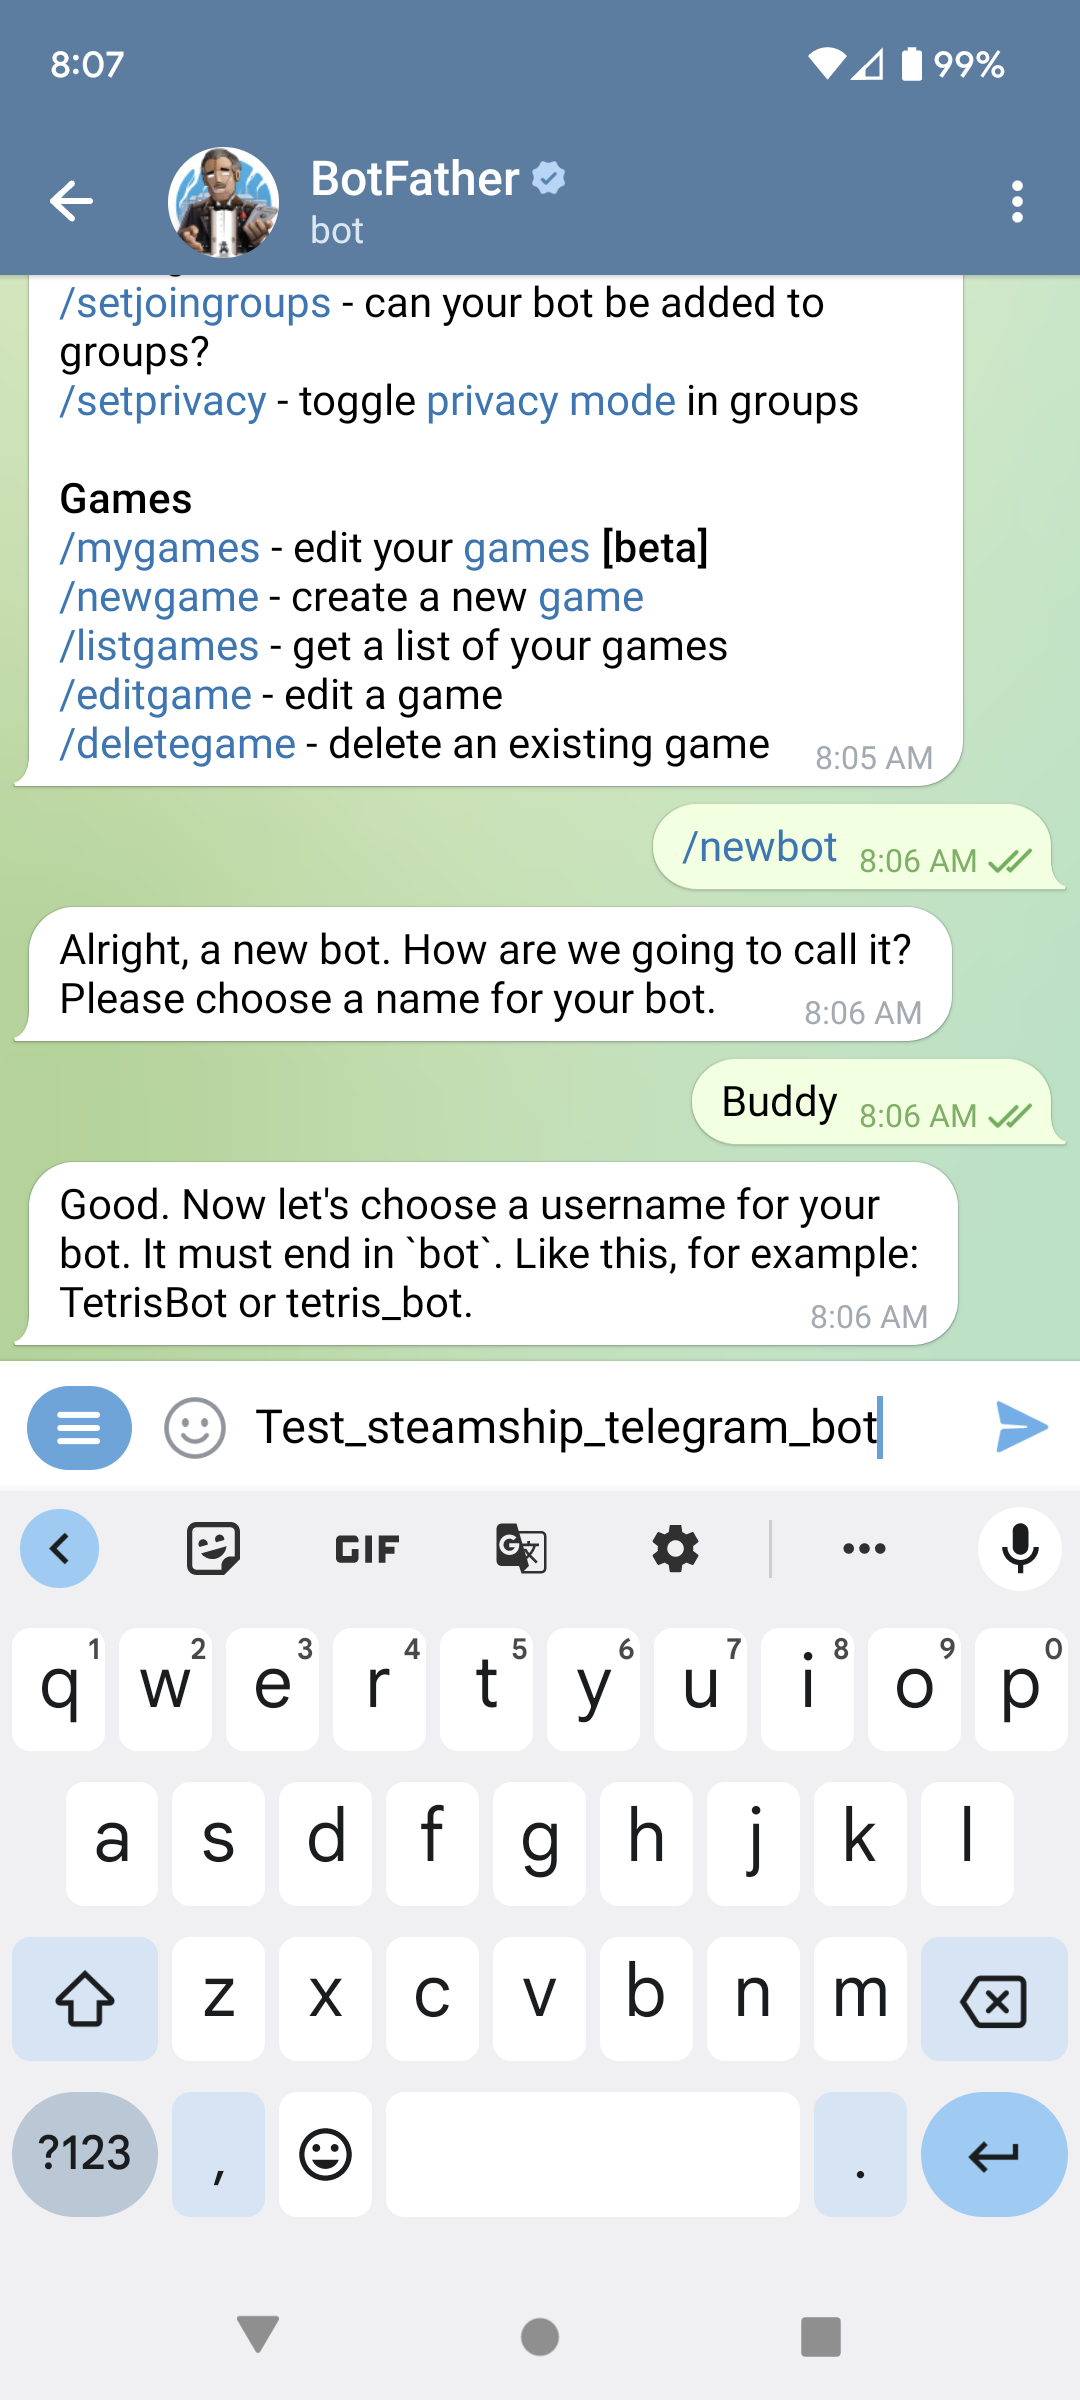 8:07
99%
BotFather
bot
/setjoingroups - can your bot be added to
groups?
/setprivacy - toggle privacy mode in groups
Games
/mygames - edit your games [beta]
/newgame - create a new game
/listgames - get a list of your games
/editgame - edit a game
/deletegame - delete an existing game
8:05 AM
/newbot 8:06 AM
Alright, a new bot. How are we going to call it?
Please choose a name for your bot.
8:06 AM
Buddy 8:06 AM
Good. Now let's choose a username for your
bot. It must end in `bot`. Like this, for example:
TetrisBot or tetris_bot.
8:06 AM
Test_steamship_telegram_bot
GIF
G 文
1 2 3 4 5 6 7 8 9 0
q w e r t y u i o p
a s d f g h j k l
z x c v b n m
?123 , .